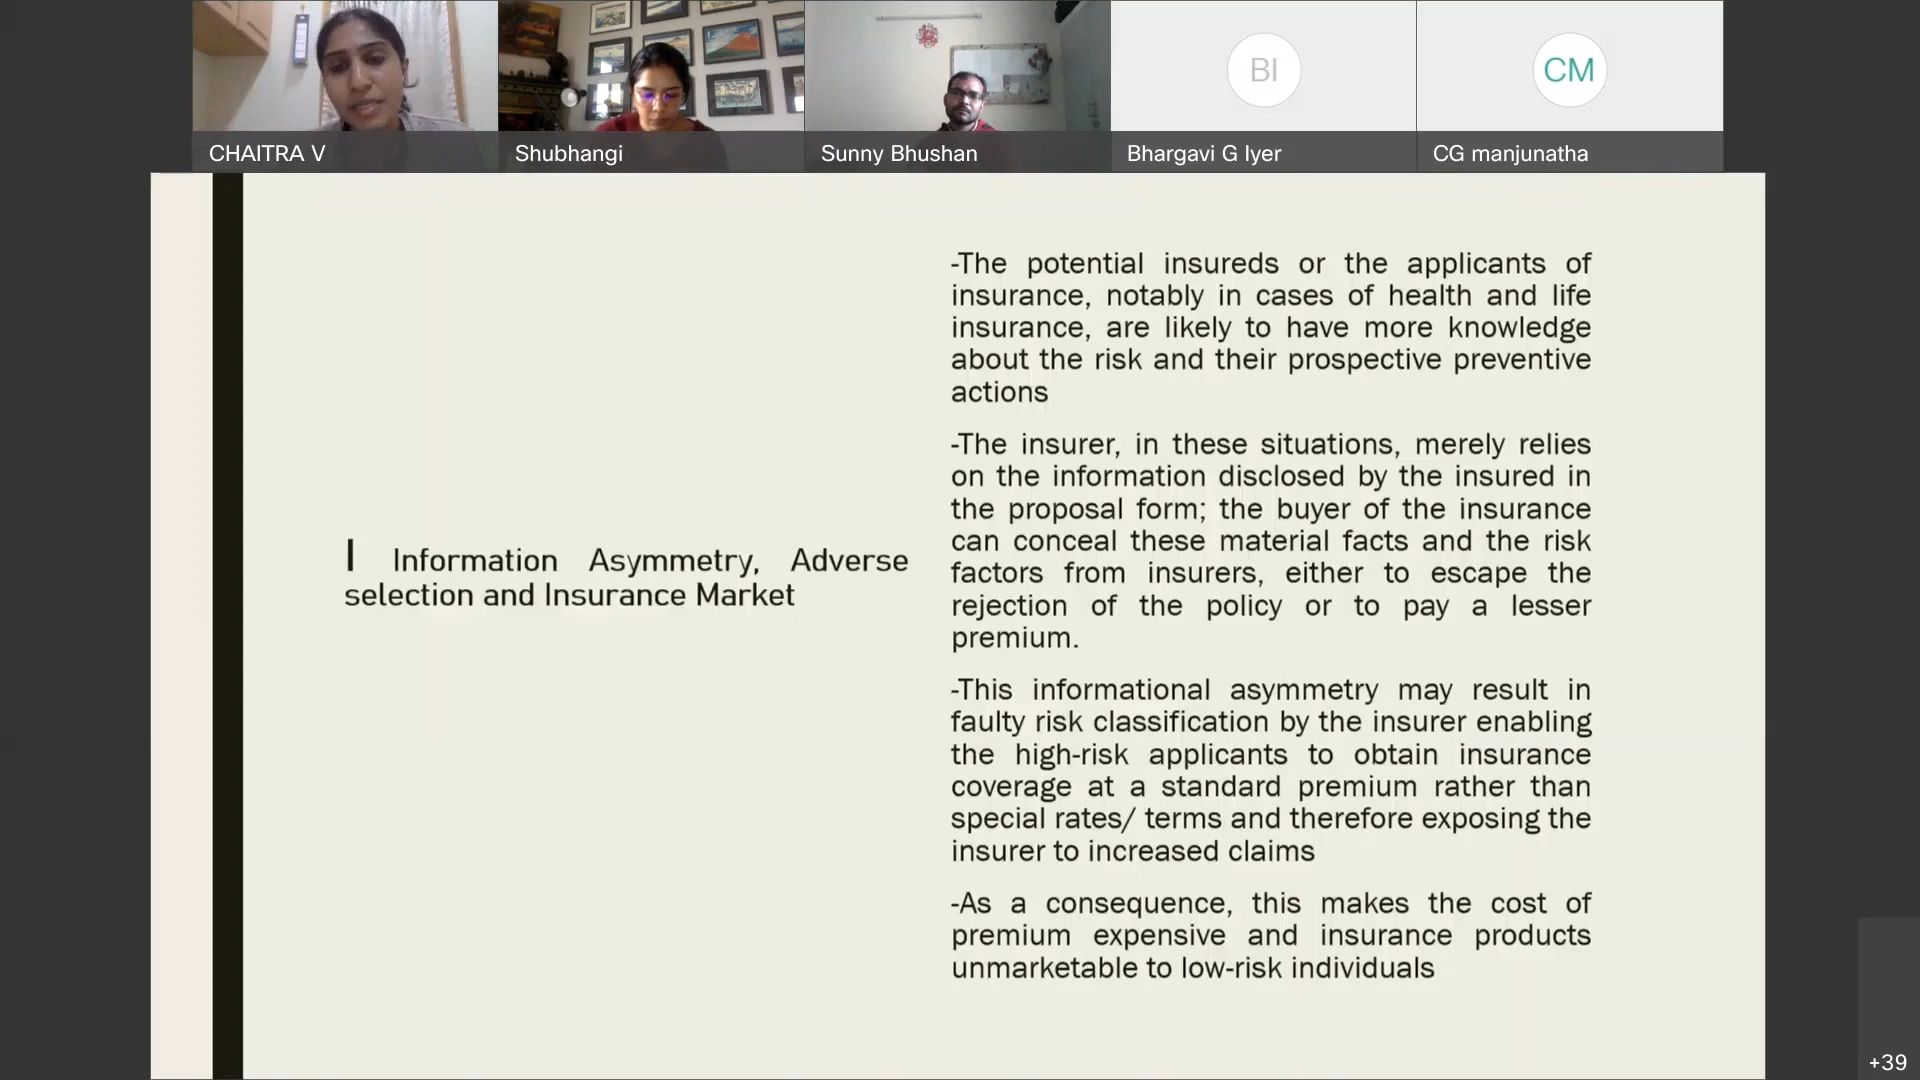 BI
CM
CHAITRA V
Shubhangi
Sunny Bhushan
Bhargavi G Iyer
CG manjunatha
I Information Asymmetry, Adverse
selection and Insurance Market
-The potential insureds or the applicants of
insurance, notably in cases of health and life
insurance, are likely to have more knowledge
about the risk and their prospective preventive
actions
-The insurer, in these situations, merely relies
on the information disclosed by the insured in
the proposal form; the buyer of the insurance
can conceal these material facts and the risk
factors from insurers, either to escape the
rejection of the policy or to pay a lesser
premium.
-This informational asymmetry may result in
faulty risk classification by the insurer enabling
the high-risk applicants to obtain insurance
coverage at a standard premium rather than
special rates/ terms and therefore exposing the
insurer to increased claims
-As a consequence, this makes the cost of
premium expensive and insurance products
unmarketable to low-risk individuals
+39